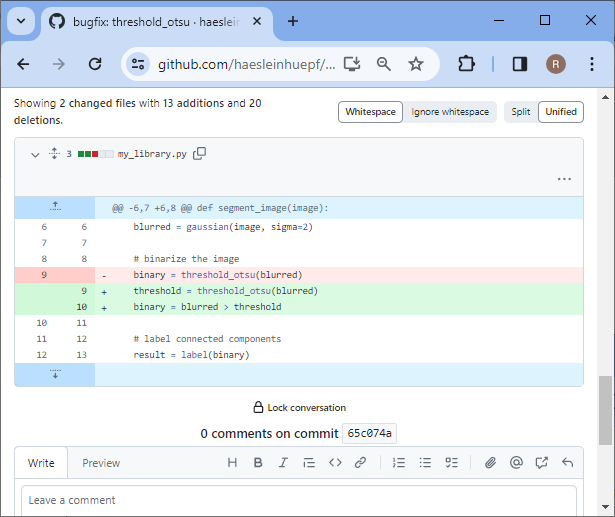 bugfix: threshold_otsu · haeslein
github.com/haesleinhuepf/...
R
Showing 2 changed files with 13 additions and 20 deletions.
Whitespace Ignore whitespace Split Unified
3 my_library.py
@@ -6,7 +6,8 @@ def segment_image(image):
6 6 blurred = gaussian(image, sigma=2)
7 7
8 8 # binarize the image
9 - binary = threshold_otsu(blurred)
9 + threshold = threshold_otsu(blurred)
10 + binary = blurred > threshold
10 11
11 12 # label connected components
12 13 result = label(binary)
Lock conversation
0 comments on commit 65c074a
Write Preview H B I
Leave a comment